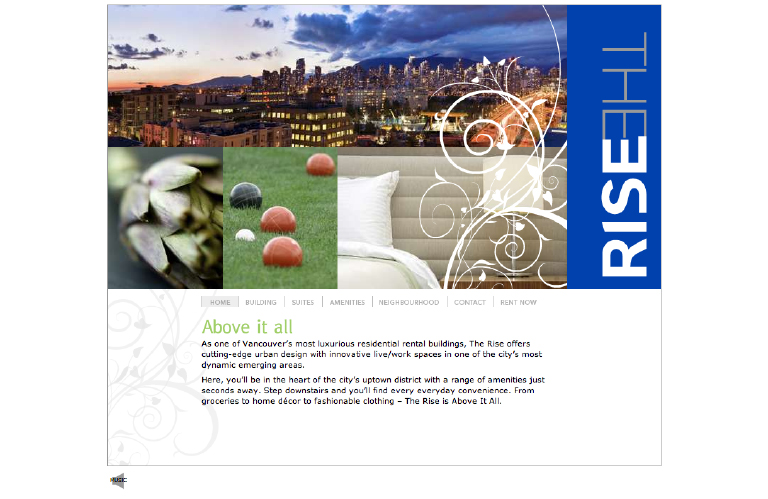 THE RISE
HOME BUILDING SUITES AMENITIES NEIGHBOURHOOD CONTACT RENT NOW
Above it all
As one of Vancouver's most luxurious residential rental buildings, The Rise offers
cutting-edge urban design with innovative live/work spaces in one of the city's most
dynamic emerging areas.
Here, you'll be in the heart of the city's uptown district with a range of amenities just
seconds away. Step downstairs and you'll find every everyday convenience. From
groceries to home décor to fashionable clothing – The Rise is Above It All.
MUSIC